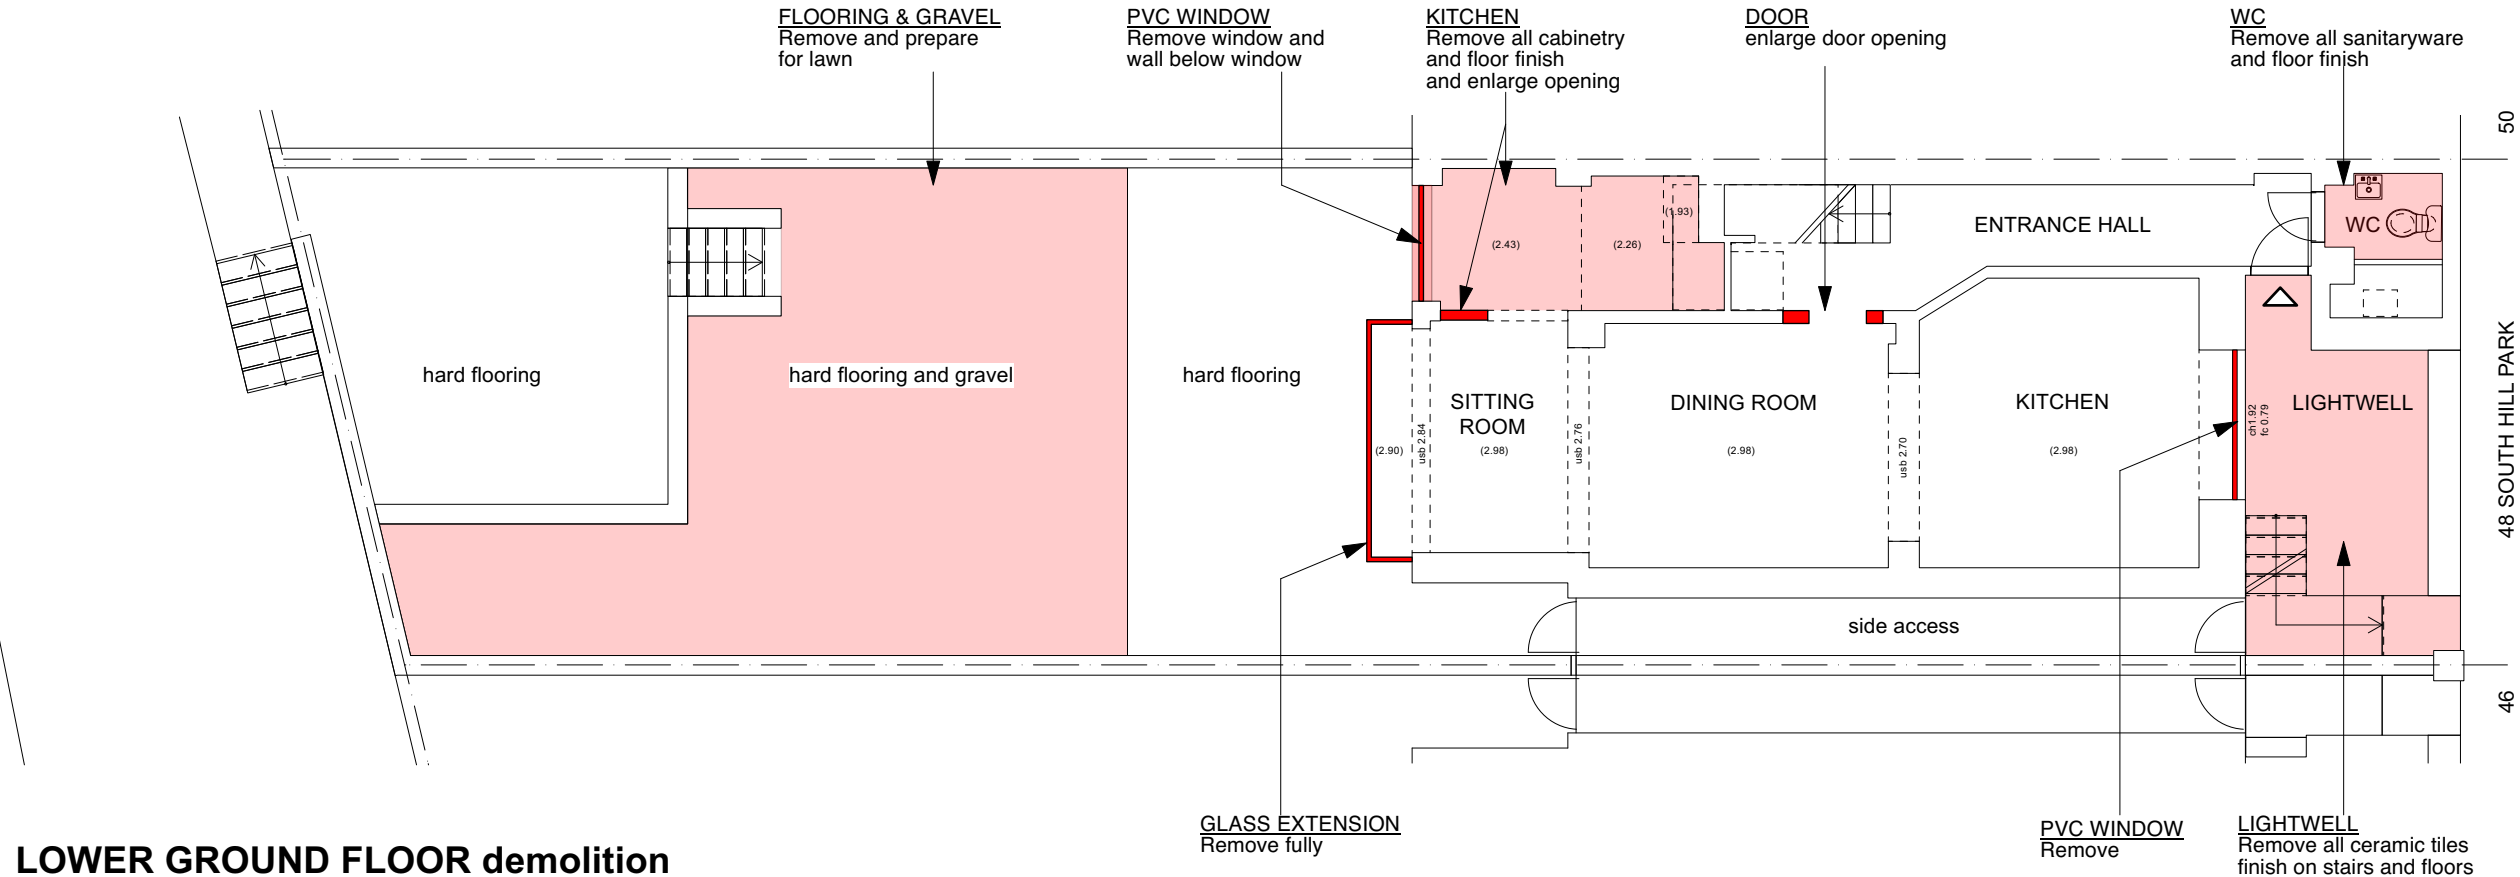 FLOORING & GRAVEL
Remove and prepare
for lawn
PVC WINDOW
Remove window and
wall below window
KITCHEN
Remove all cabinetry
and floor finish
and enlarge opening
DOOR
enlarge door opening
WC
Remove all sanitaryware
and floor finish
50
(1.93)
ENTRANCE HALL
WC
(2.43)
(2.26)
hard flooring
hard flooring and gravel
hard flooring
SITTING
ROOM
DINING ROOM
KITCHEN
LIGHTWELL
ch1.92
fc 0.79
48 SOUTH HILL PARK
(2.90)
usb 2.84
(2.98)
usb 2.76
(2.98)
usb 2.70
(2.98)
side access
46
GLASS EXTENSION
Remove fully
PVC WINDOW
Remove
LIGHTWELL
Remove all ceramic tiles
finish on stairs and floors
LOWER GROUND FLOOR demolition